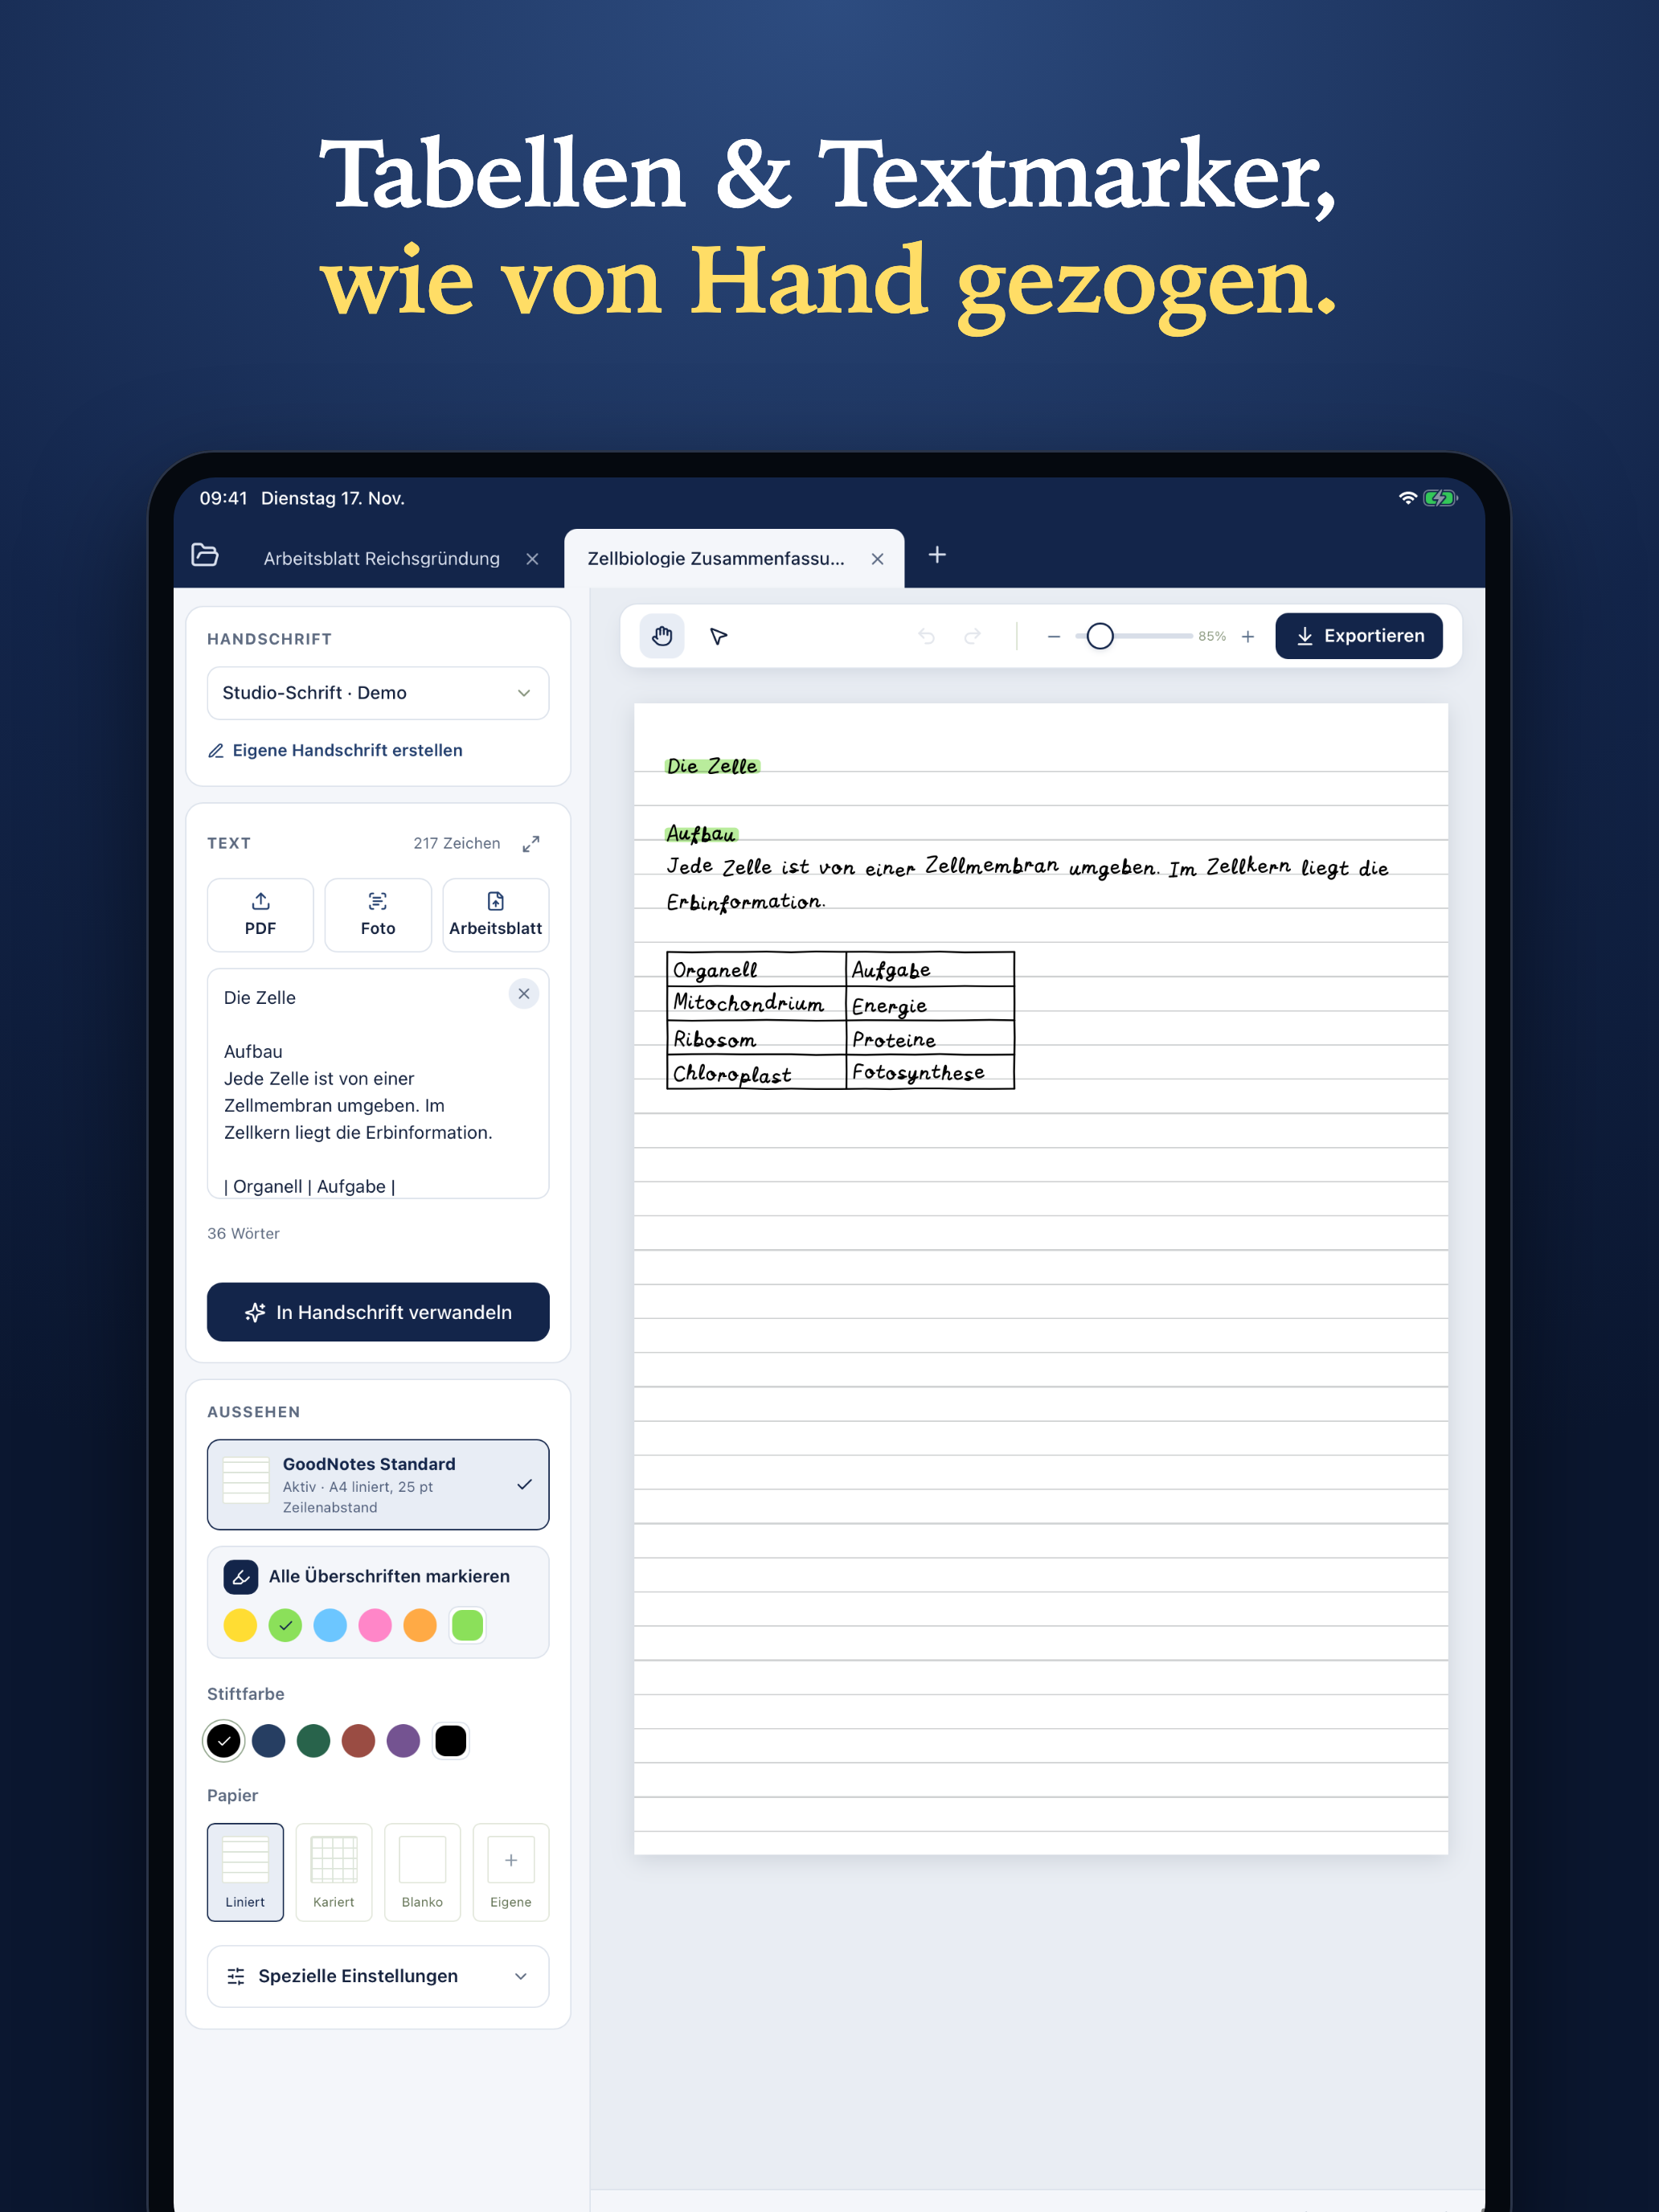 Tabellen & Textmarker,
wie von Hand gezogen.
09:41 Dienstag 17. Nov.
Arbeitsblatt Reichsgründung
Zellbiologie Zusammenfassu...
HANDSCHRIFT
Studio-Schrift · Demo
Eigene Handschrift erstellen
TEXT
217 Zeichen
PDF
Foto
Arbeitsblatt
Die Zelle
Aufbau
Jede Zelle ist von einer
Zellmembran umgeben. Im
Zellkern liegt die Erbinformation.
| Organell | Aufgabe |
36 Wörter
In Handschrift verwandeln
AUSSEHEN
GoodNotes Standard
Aktiv · A4 liniert, 25 pt
Zeilenabstand
Alle Überschriften markieren
Stiftfarbe
Papier
Liniert
Kariert
Blanko
Eigene
Spezielle Einstellungen
85%
Exportieren
Die Zelle
Aufbau
Jede Zelle ist von einer Zellmembran umgeben. Im Zellkern liegt die
Erbinformation.
Organell Aufgabe
Mitochondrium Energie
Ribosom Proteine
Chloroplast Fotosynthese